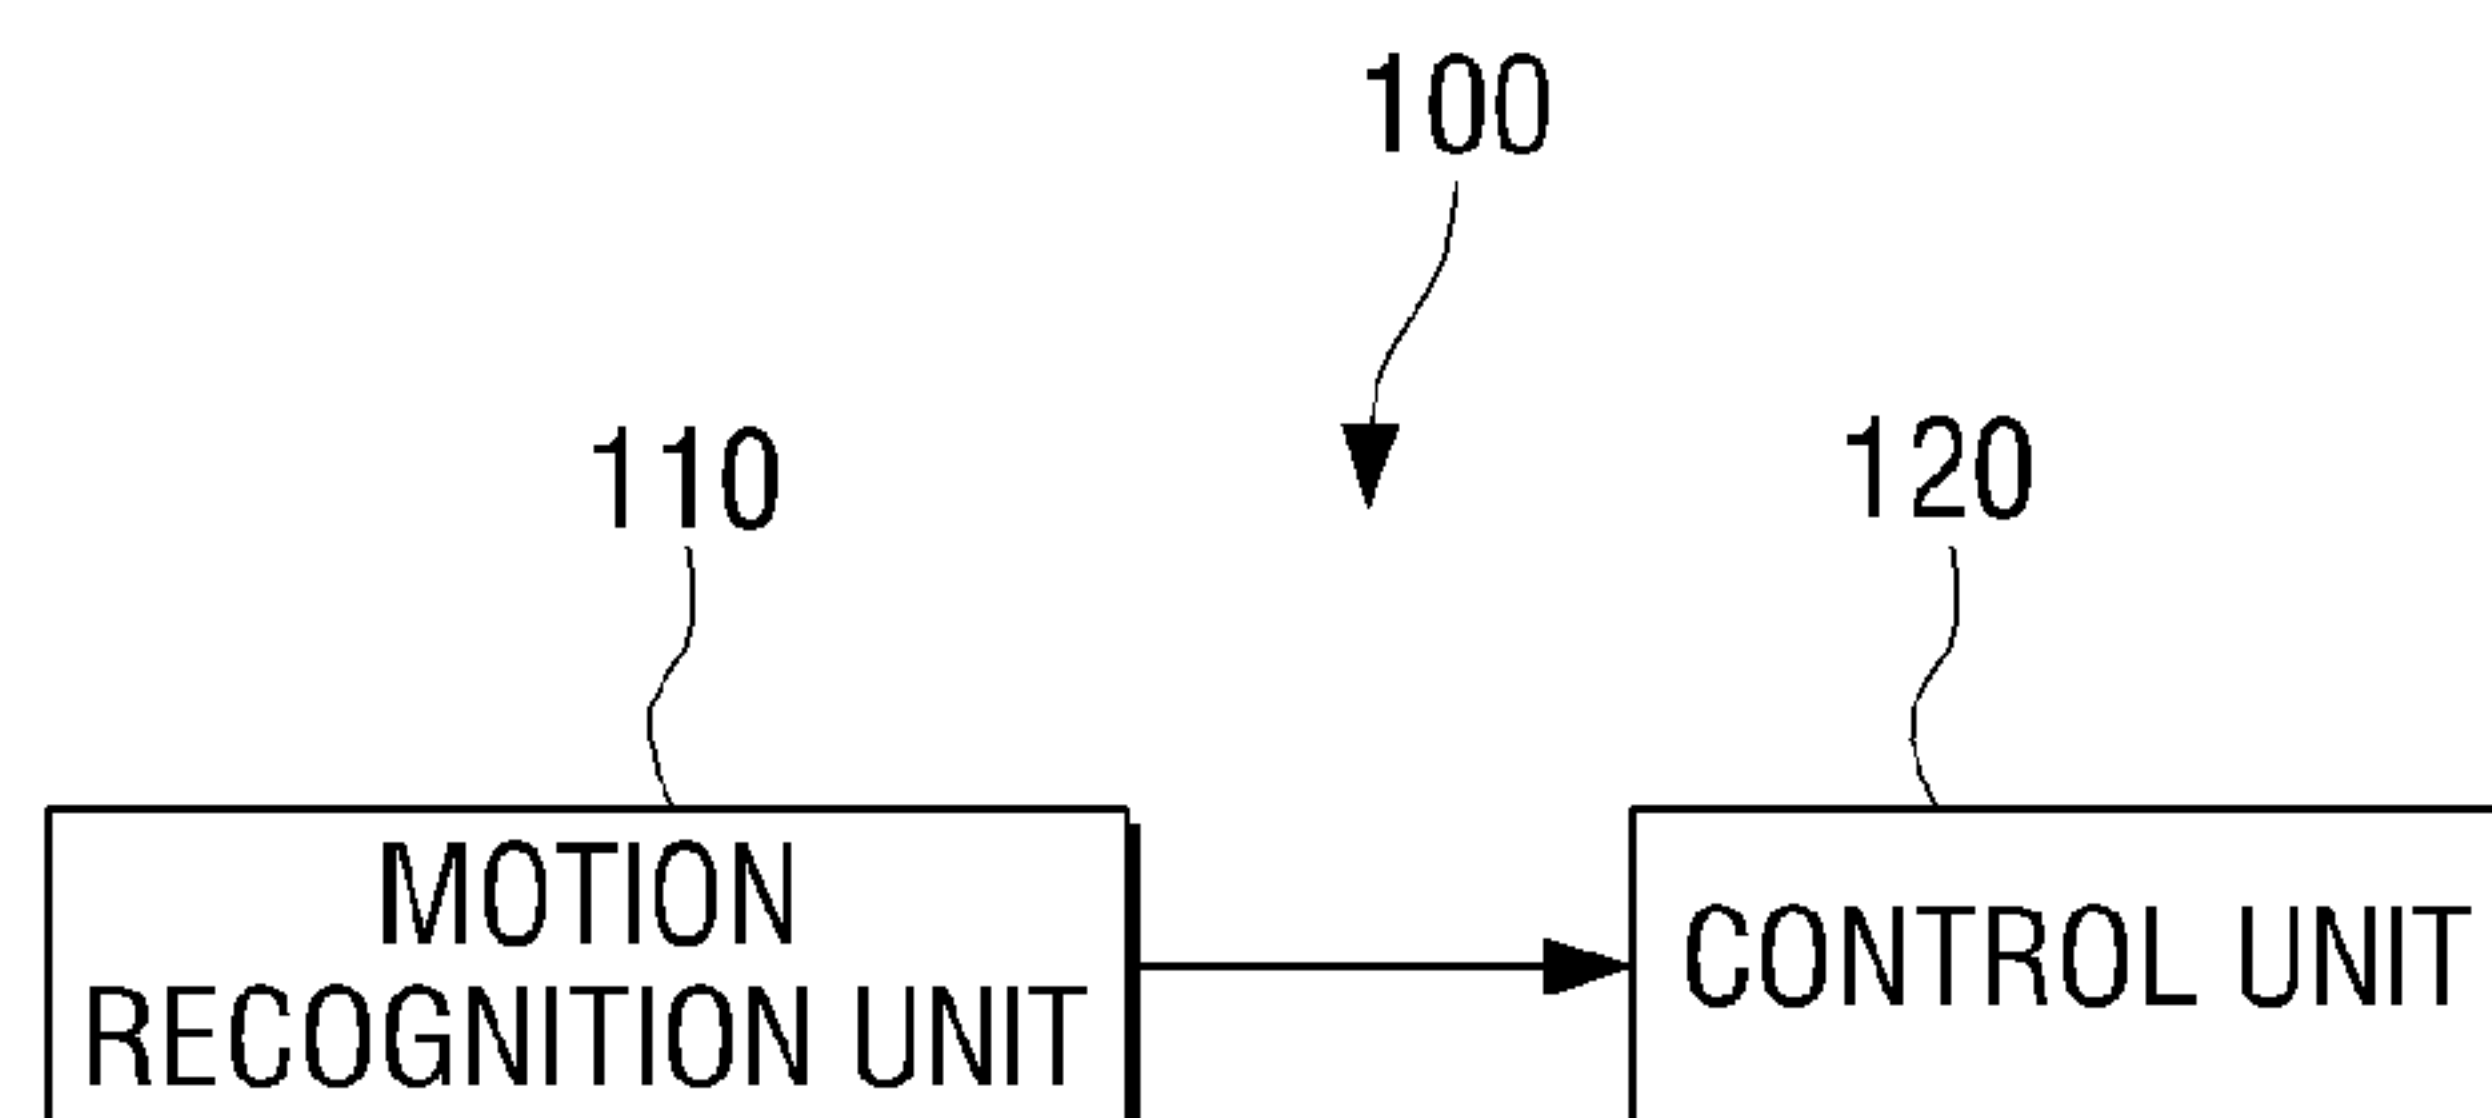 100
110
120
MOTION
RECOGNITION UNIT
CONTROL UNIT